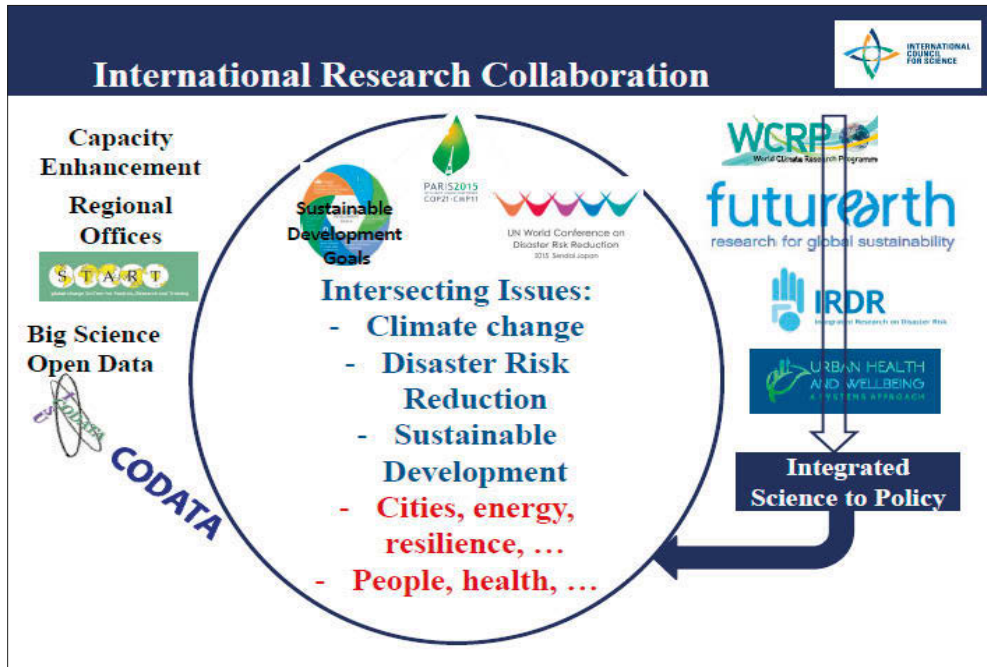 International Research Collaboration
INTERNATIONAL
COUNCIL
FOR SCIENCE
Capacity
Enhancement
Regional
Offices
START
Big Science
Open Data
CODATA
CODATA
Sustainable
Development
Goals
PARIS2015
COP21·CMP11
UN World Conference on
Disaster Risk Reduction
2015 Sendai Japan
Intersecting Issues:
- Climate change
- Disaster Risk
Reduction
- Sustainable
Development
- Cities, energy,
resilience, …
- People, health, …
WCRP
World Climate Research Programme
futurearth
research for global sustainability
IRDR
Integrated Research on Disaster Risk
URBAN HEALTH
AND WELLBEING
A SYSTEMS APPROACH
Integrated
Science to Policy